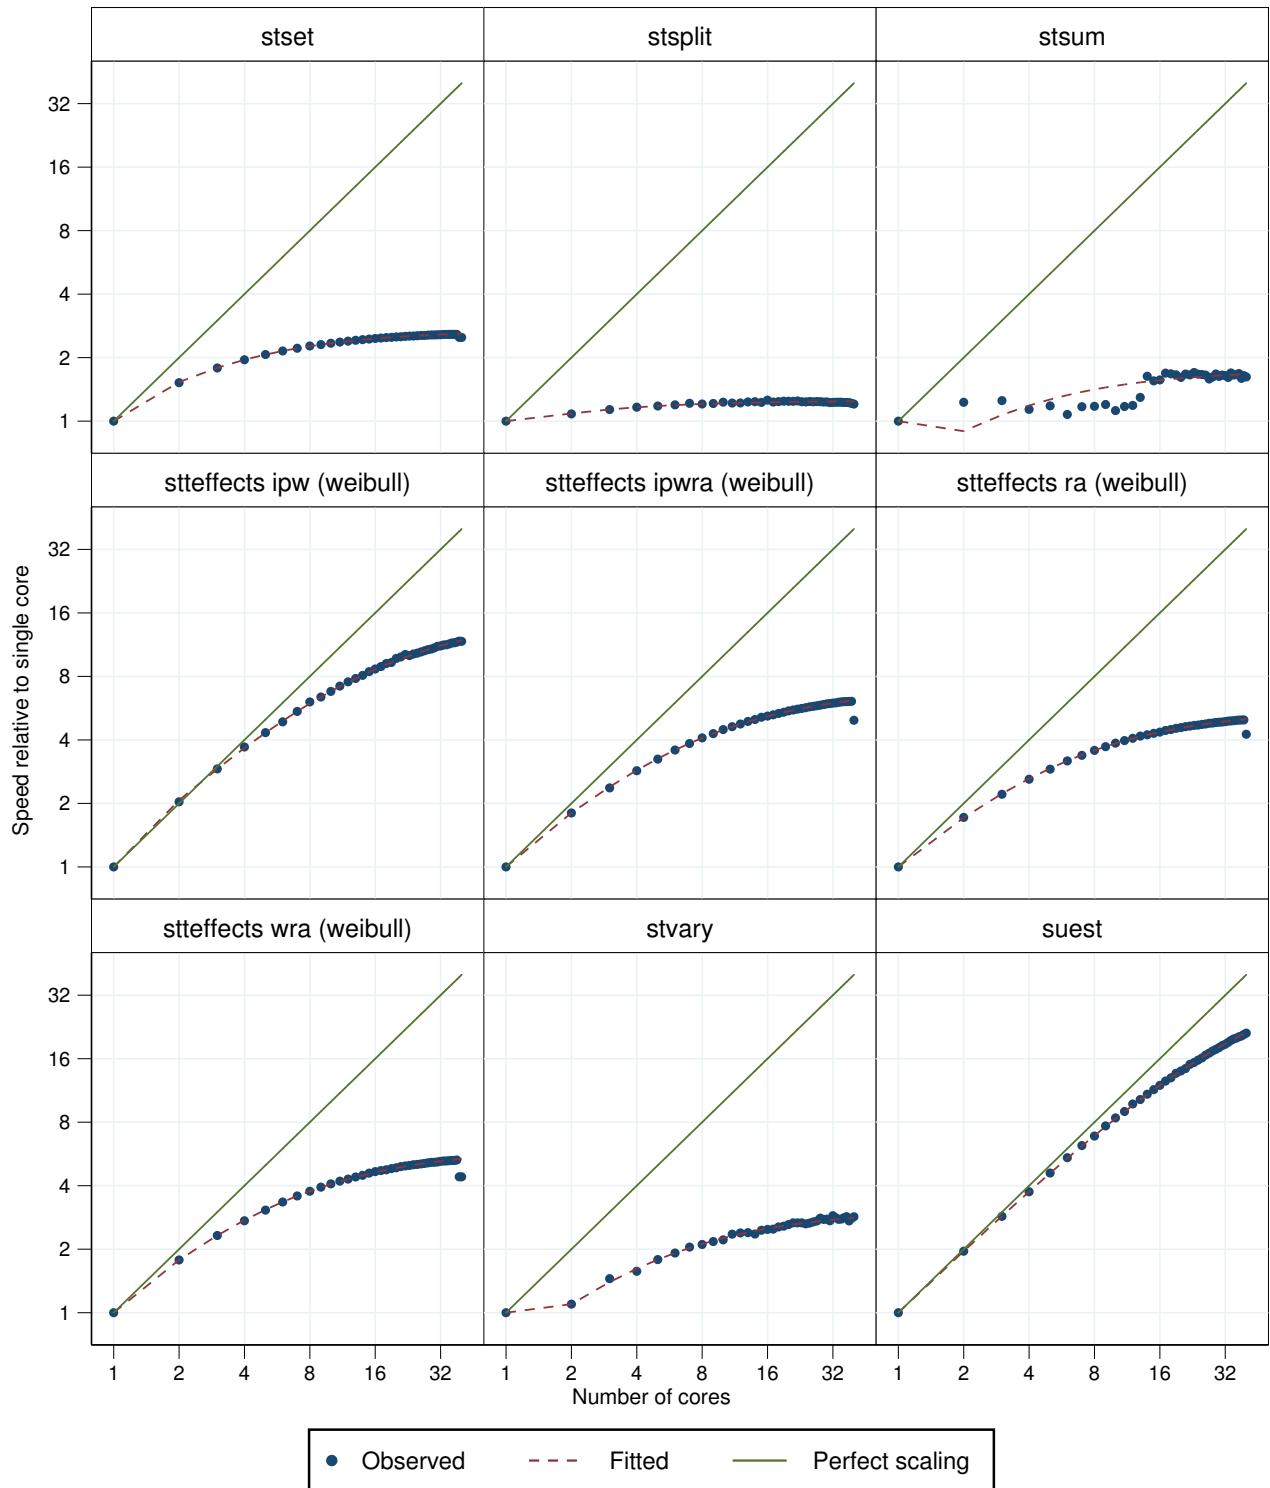 stset stsplit stsum
32
16
8
4
2
1
stteffects ipw (weibull) stteffects ipwra (weibull) stteffects ra (weibull)
32
16
8
4
2
1
Speed relative to single core
stteffects wra (weibull) stvary suest
32
16
8
4
2
1
1 2 4 8 16 32 1 2 4 8 16 32 1 2 4 8 16 32
Number of cores
Observed Fitted Perfect scaling